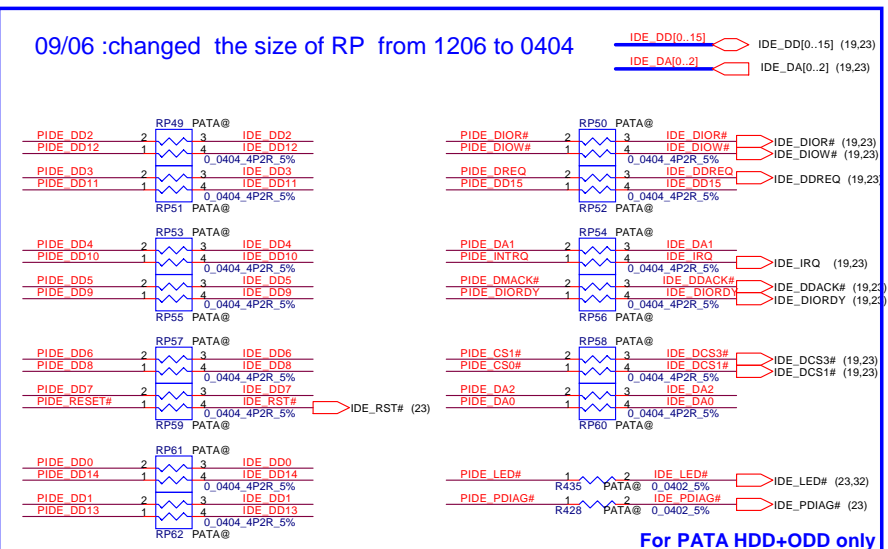 09/06 :changed the size of RP from 1206 to 0404
IDE_DD[0..15] IDE_DD[0..15] (19,23)
IDE_DA[0..2] IDE_DA[0..2] (19,23)
RP49 PATA@
PIDE_DD2 2 3 IDE_DD2
PIDE_DD12 1 4 IDE_DD12
0_0404_4P2R_5%
PIDE_DD3 2 3 IDE_DD3
PIDE_DD11 1 4 IDE_DD11
0_0404_4P2R_5%
RP51 PATA@
RP53 PATA@
PIDE_DD4 2 3 IDE_DD4
PIDE_DD10 1 4 IDE_DD10
0_0404_4P2R_5%
PIDE_DD5 2 3 IDE_DD5
PIDE_DD9 1 4 IDE_DD9
0_0404_4P2R_5%
RP55 PATA@
RP57 PATA@
PIDE_DD6 2 3 IDE_DD6
PIDE_DD8 1 4 IDE_DD8
0_0404_4P2R_5%
PIDE_DD7 2 3 IDE_DD7
PIDE_RESET# 1 4 IDE_RST# IDE_RST# (23)
0_0404_4P2R_5%
RP59 PATA@
RP61 PATA@
PIDE_DD0 2 3 IDE_DD0
PIDE_DD14 1 4 IDE_DD14
0_0404_4P2R_5%
PIDE_DD1 2 3 IDE_DD1
PIDE_DD13 1 4 IDE_DD13
0_0404_4P2R_5%
RP62 PATA@
RP50 PATA@
PIDE_DIOR# 2 3 IDE_DIOR# IDE_DIOR# (19,23)
PIDE_DIOW# 1 4 IDE_DIOW# IDE_DIOW# (19,23)
0_0404_4P2R_5%
PIDE_DREQ 2 3 IDE_DDREQ IDE_DDREQ (19,23)
PIDE_DD15 1 4 IDE_DD15
0_0404_4P2R_5%
RP52 PATA@
RP54 PATA@
PIDE_DA1 2 3 IDE_DA1
PIDE_INTRQ 1 4 IDE_IRQ IDE_IRQ (19,23)
0_0404_4P2R_5%
PIDE_DMACK# 2 3 IDE_DDACK# IDE_DDACK# (19,23)
PIDE_DIORDY 1 4 IDE_DIORDY IDE_DIORDY (19,23)
0_0404_4P2R_5%
RP56 PATA@
RP58 PATA@
PIDE_CS1# 2 3 IDE_DCS3# IDE_DCS3# (19,23)
PIDE_CS0# 1 4 IDE_DCS1# IDE_DCS1# (19,23)
0_0404_4P2R_5%
PIDE_DA2 2 3 IDE_DA2
PIDE_DA0 1 4 IDE_DA0
0_0404_4P2R_5%
RP60 PATA@
PIDE_LED# 1 2 IDE_LED# IDE_LED# (23,32)
R435 PATA@ 0_0402_5%
PIDE_PDIAG# 1 2 IDE_PDIAG# IDE_PDIAG# (23)
R428 PATA@ 0_0402_5%
For PATA HDD+ODD only